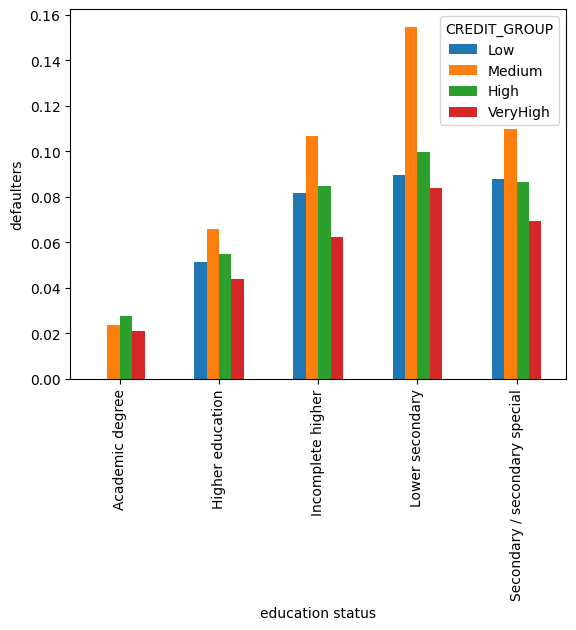 0.16
0.14
0.12
0.10
0.08
0.06
0.04
0.02
0.00
defaulters
CREDIT_GROUP
Low
Medium
High
VeryHigh
Academic degree
Higher education
Incomplete higher
Lower secondary
Secondary / secondary special
education status